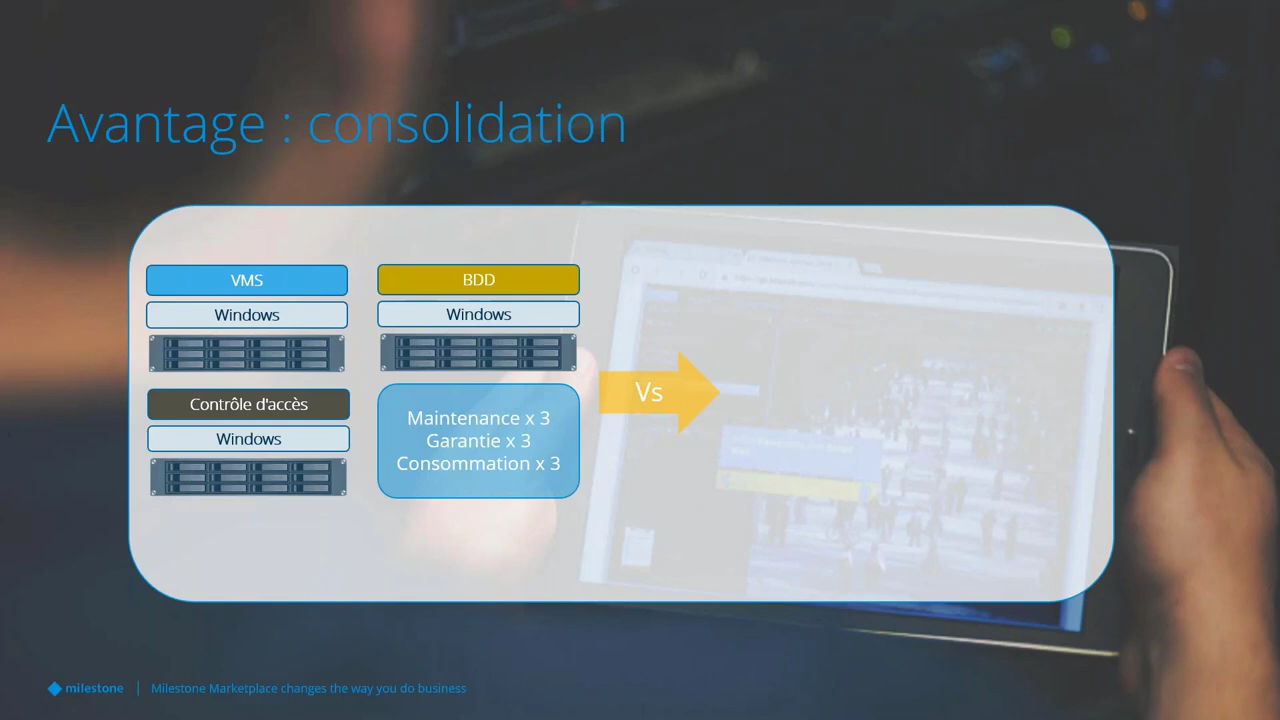 Avantage : consolidation
VMS
Windows
BDD
Windows
Contrôle d'accès
Windows
Maintenance x 3
Garantie x 3
Consommation x 3
Vs
milestone
Milestone Marketplace changes the way you do business